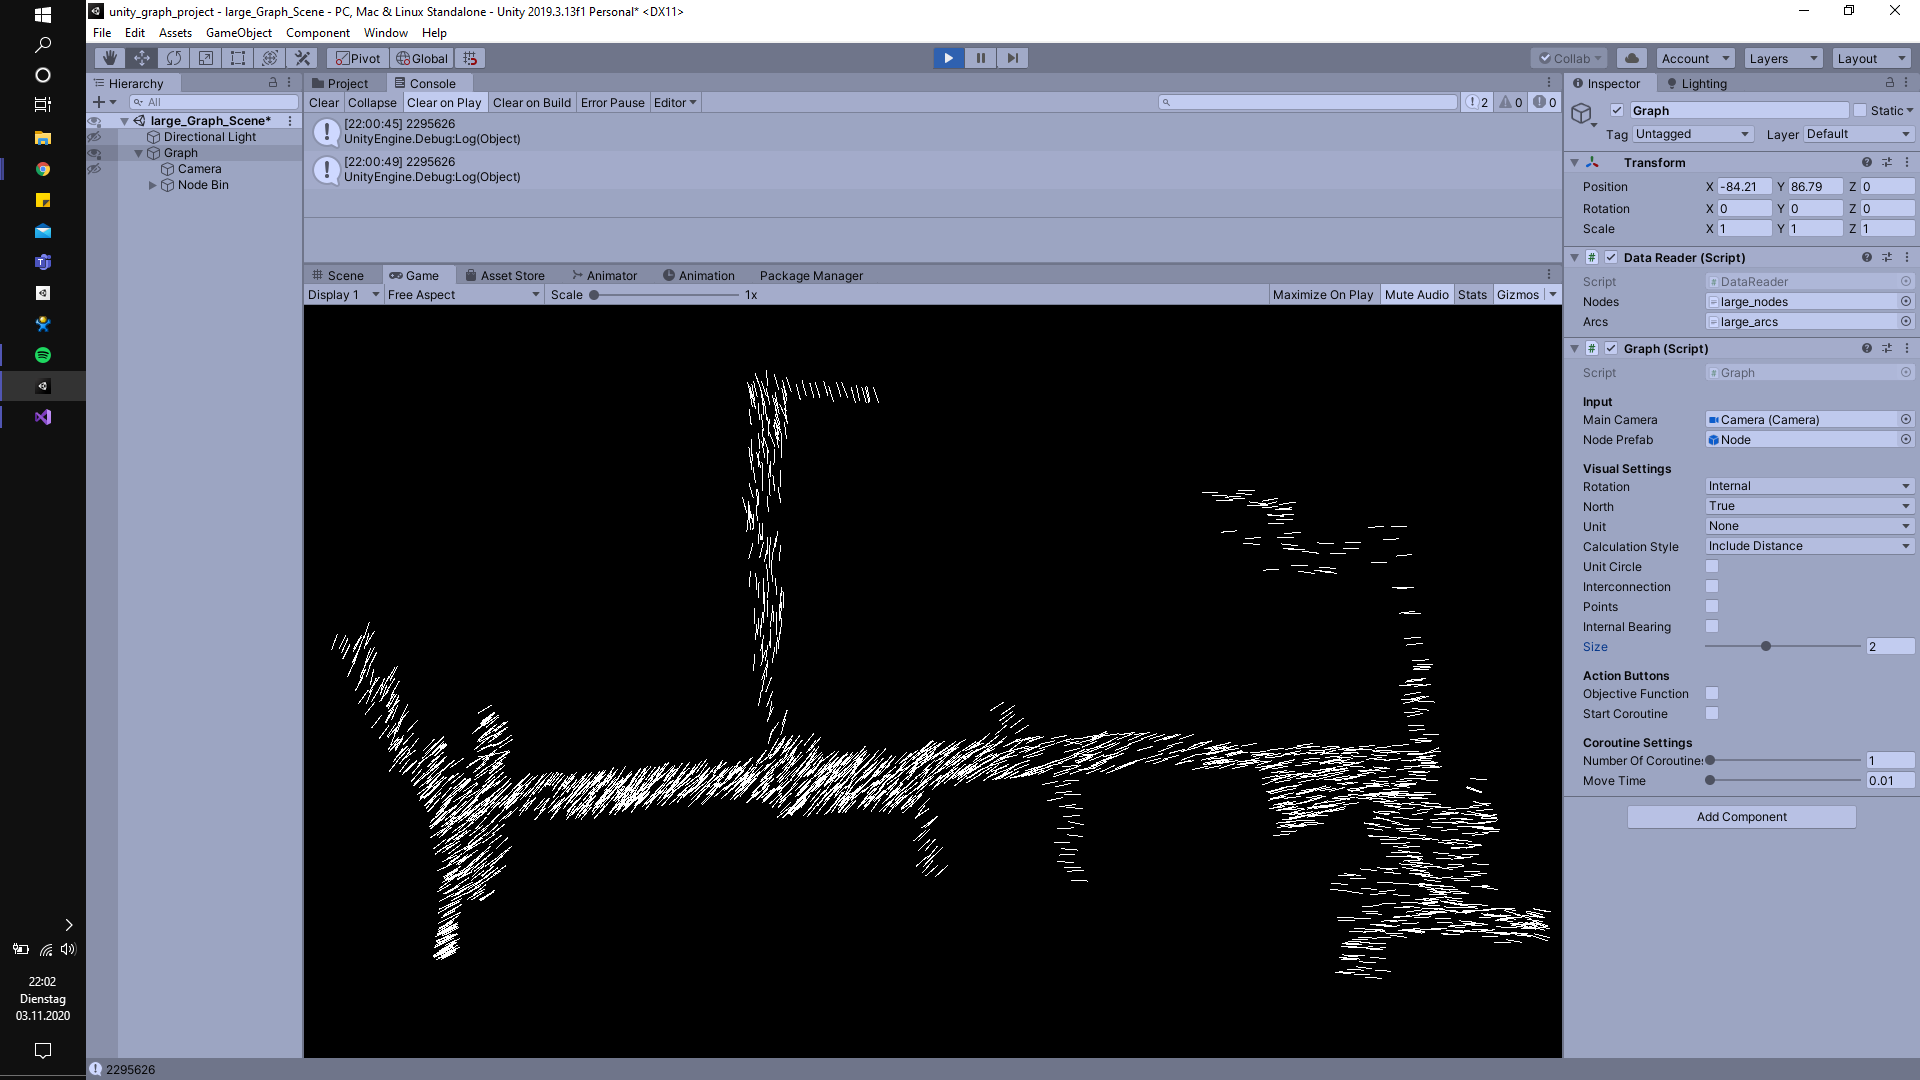 unity_graph_project - large_Graph_Scene - PC, Mac & Linux Standalone - Unity 2019.3.13f1 Personal* <DX11>
File Edit Assets GameObject Component Window Help
Pivot Global Collab Account Layers Layout
Hierarchy
All
large_Graph_Scene*
Directional Light
Graph
Camera
Node Bin
Project Console
Clear Collapse Clear on Play Clear on Build Error Pause Editor 2 0 0
[22:00:45] 2295626
UnityEngine.Debug:Log(Object)
[22:00:49] 2295626
UnityEngine.Debug:Log(Object)
Scene Game Asset Store Animator Animation Package Manager
Display 1 Free Aspect Scale 1x Maximize On Play Mute Audio Stats Gizmos
Inspector Lighting
Graph Static
Tag Untagged Layer Default
Transform
Position X -84.21 Y 86.79 Z 0
Rotation X 0 Y 0 Z 0
Scale X 1 Y 1 Z 1
Data Reader (Script)
Script DataReader
Nodes large_nodes
Arcs large_arcs
Graph (Script)
Script Graph
Input
Main Camera Camera (Camera)
Node Prefab Node
Visual Settings
Rotation Internal
North True
Unit None
Calculation Style Include Distance
Unit Circle
Interconnection
Points
Internal Bearing
Size 2
Action Buttons
Objective Function
Start Coroutine
Coroutine Settings
Number Of Coroutines 1
Move Time 0.01
Add Component
22:02
Dienstag
03.11.2020
2295626